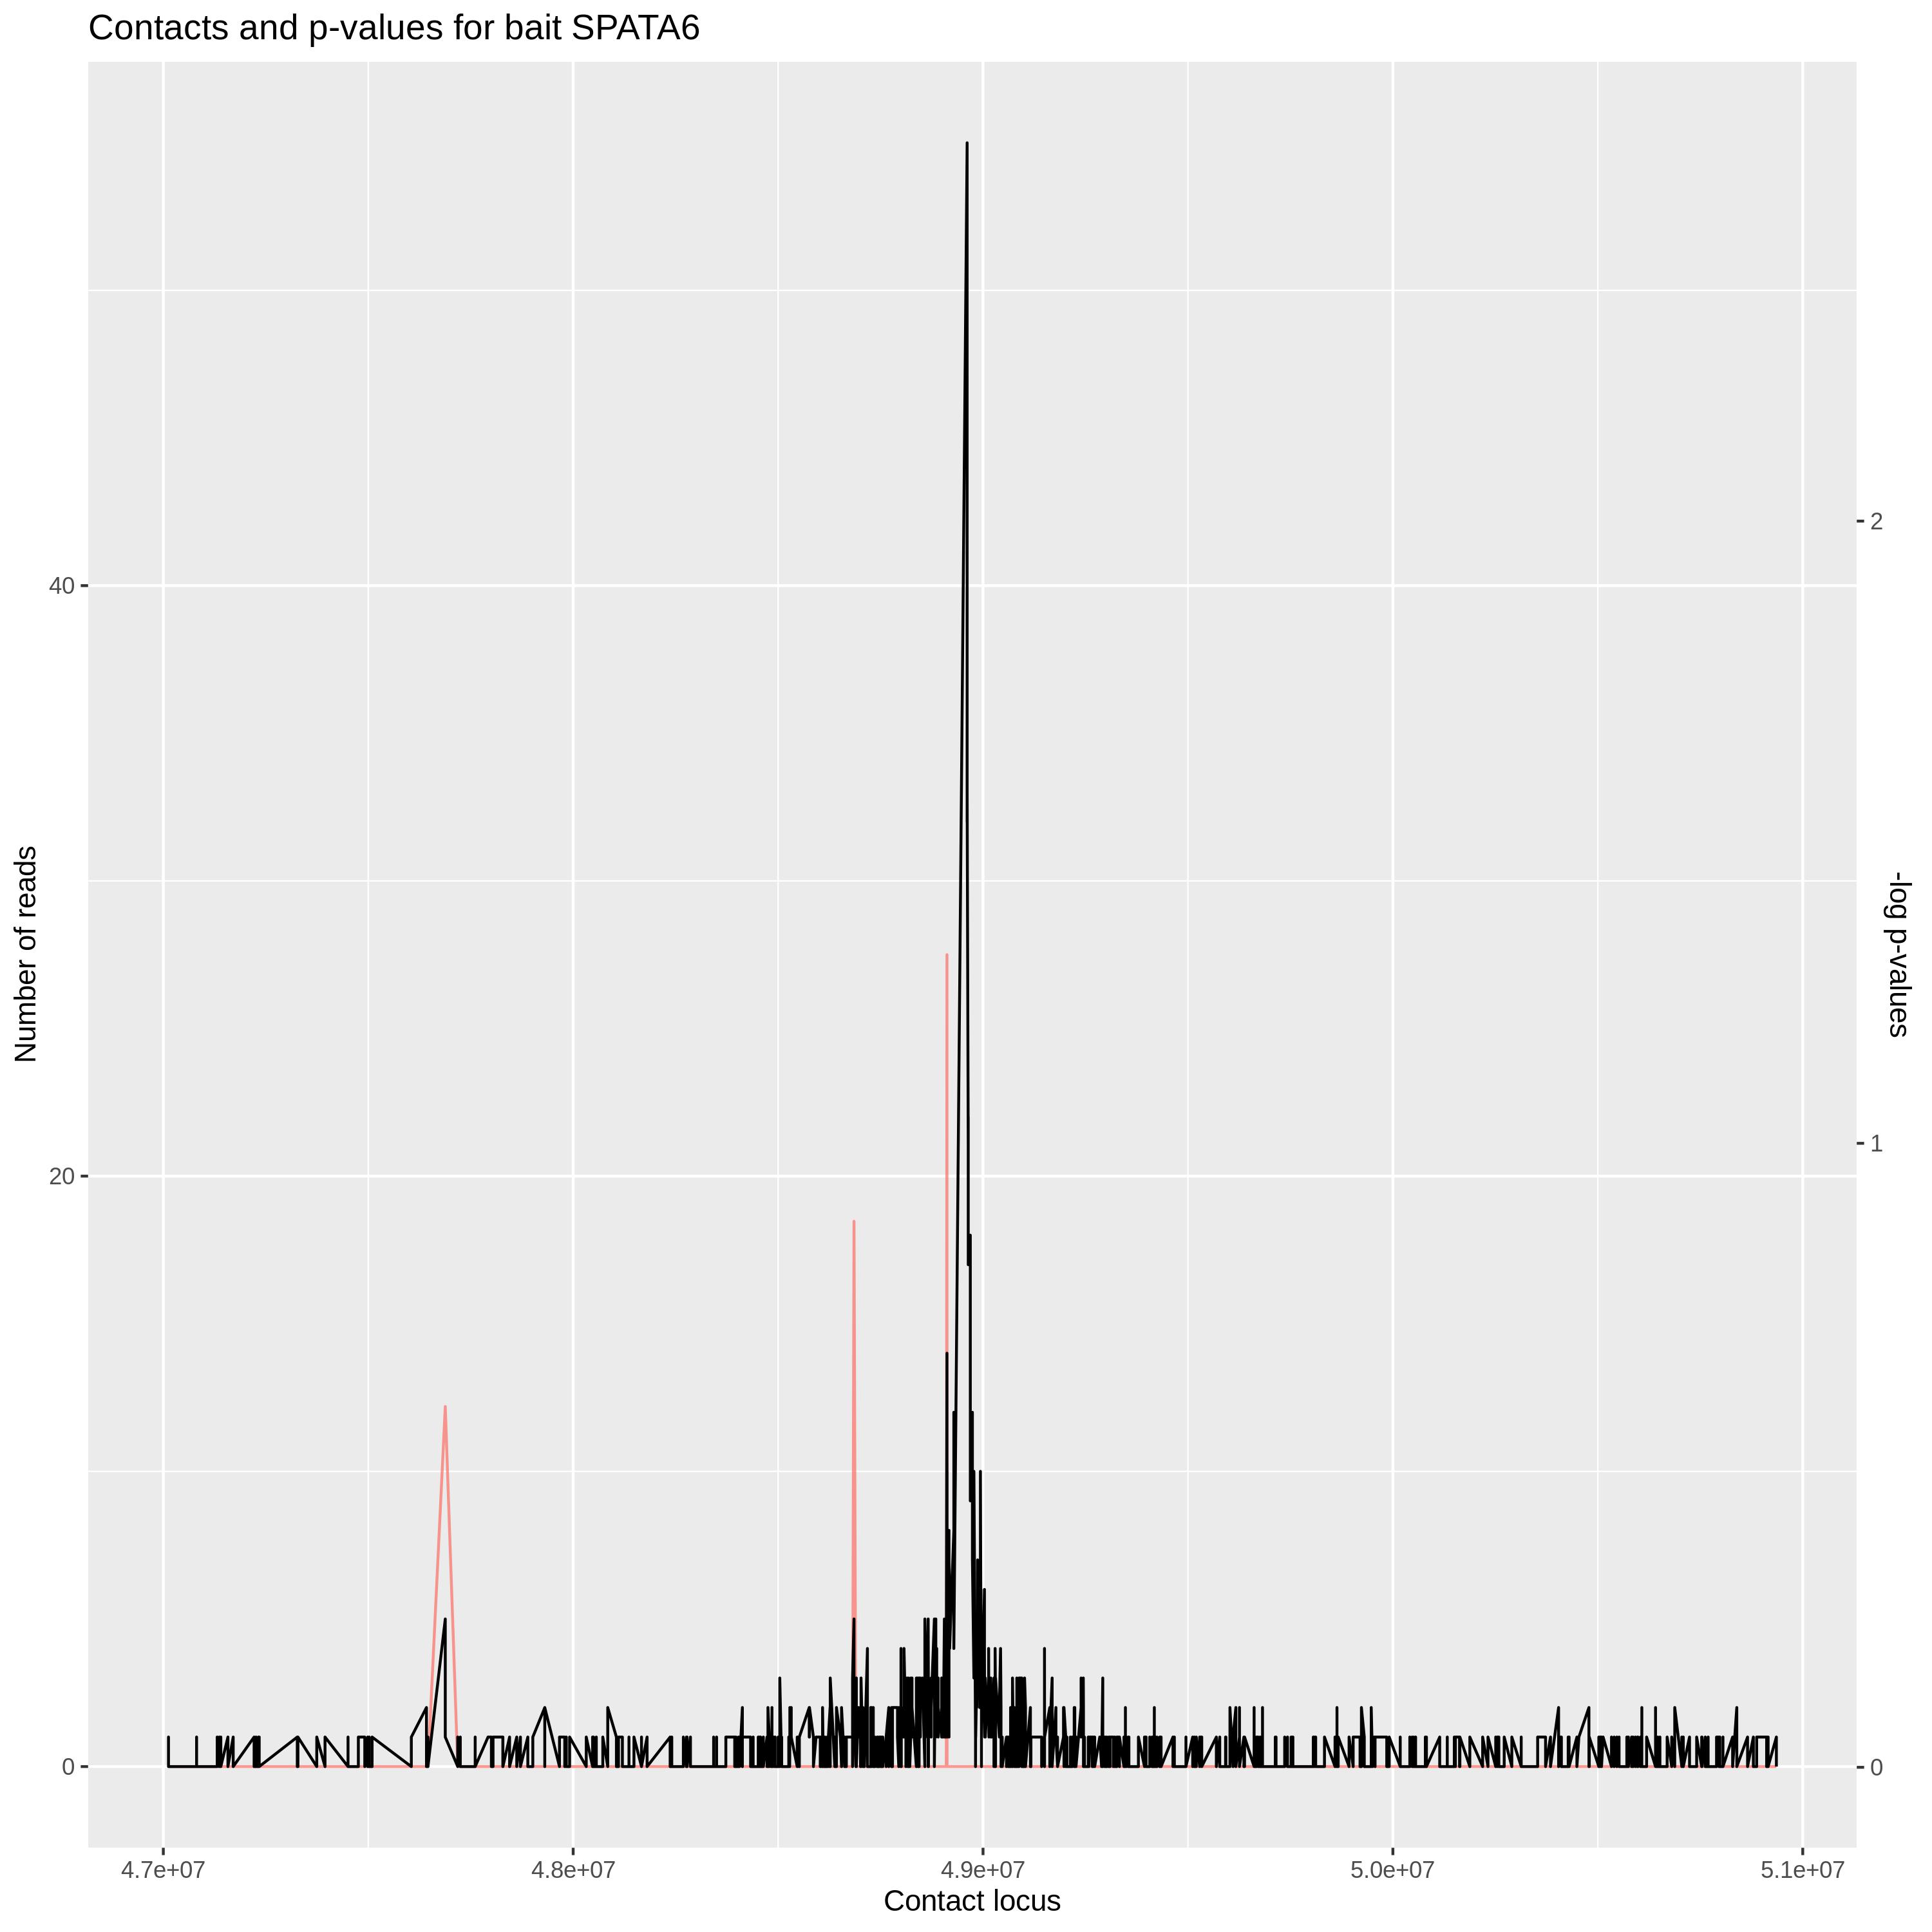 Contacts and p-values for bait SPATA6
Number of reads
40
20
0
2
1
0
-log p-values
4.7e+07 4.8e+07 4.9e+07 5.0e+07 5.1e+07
Contact locus